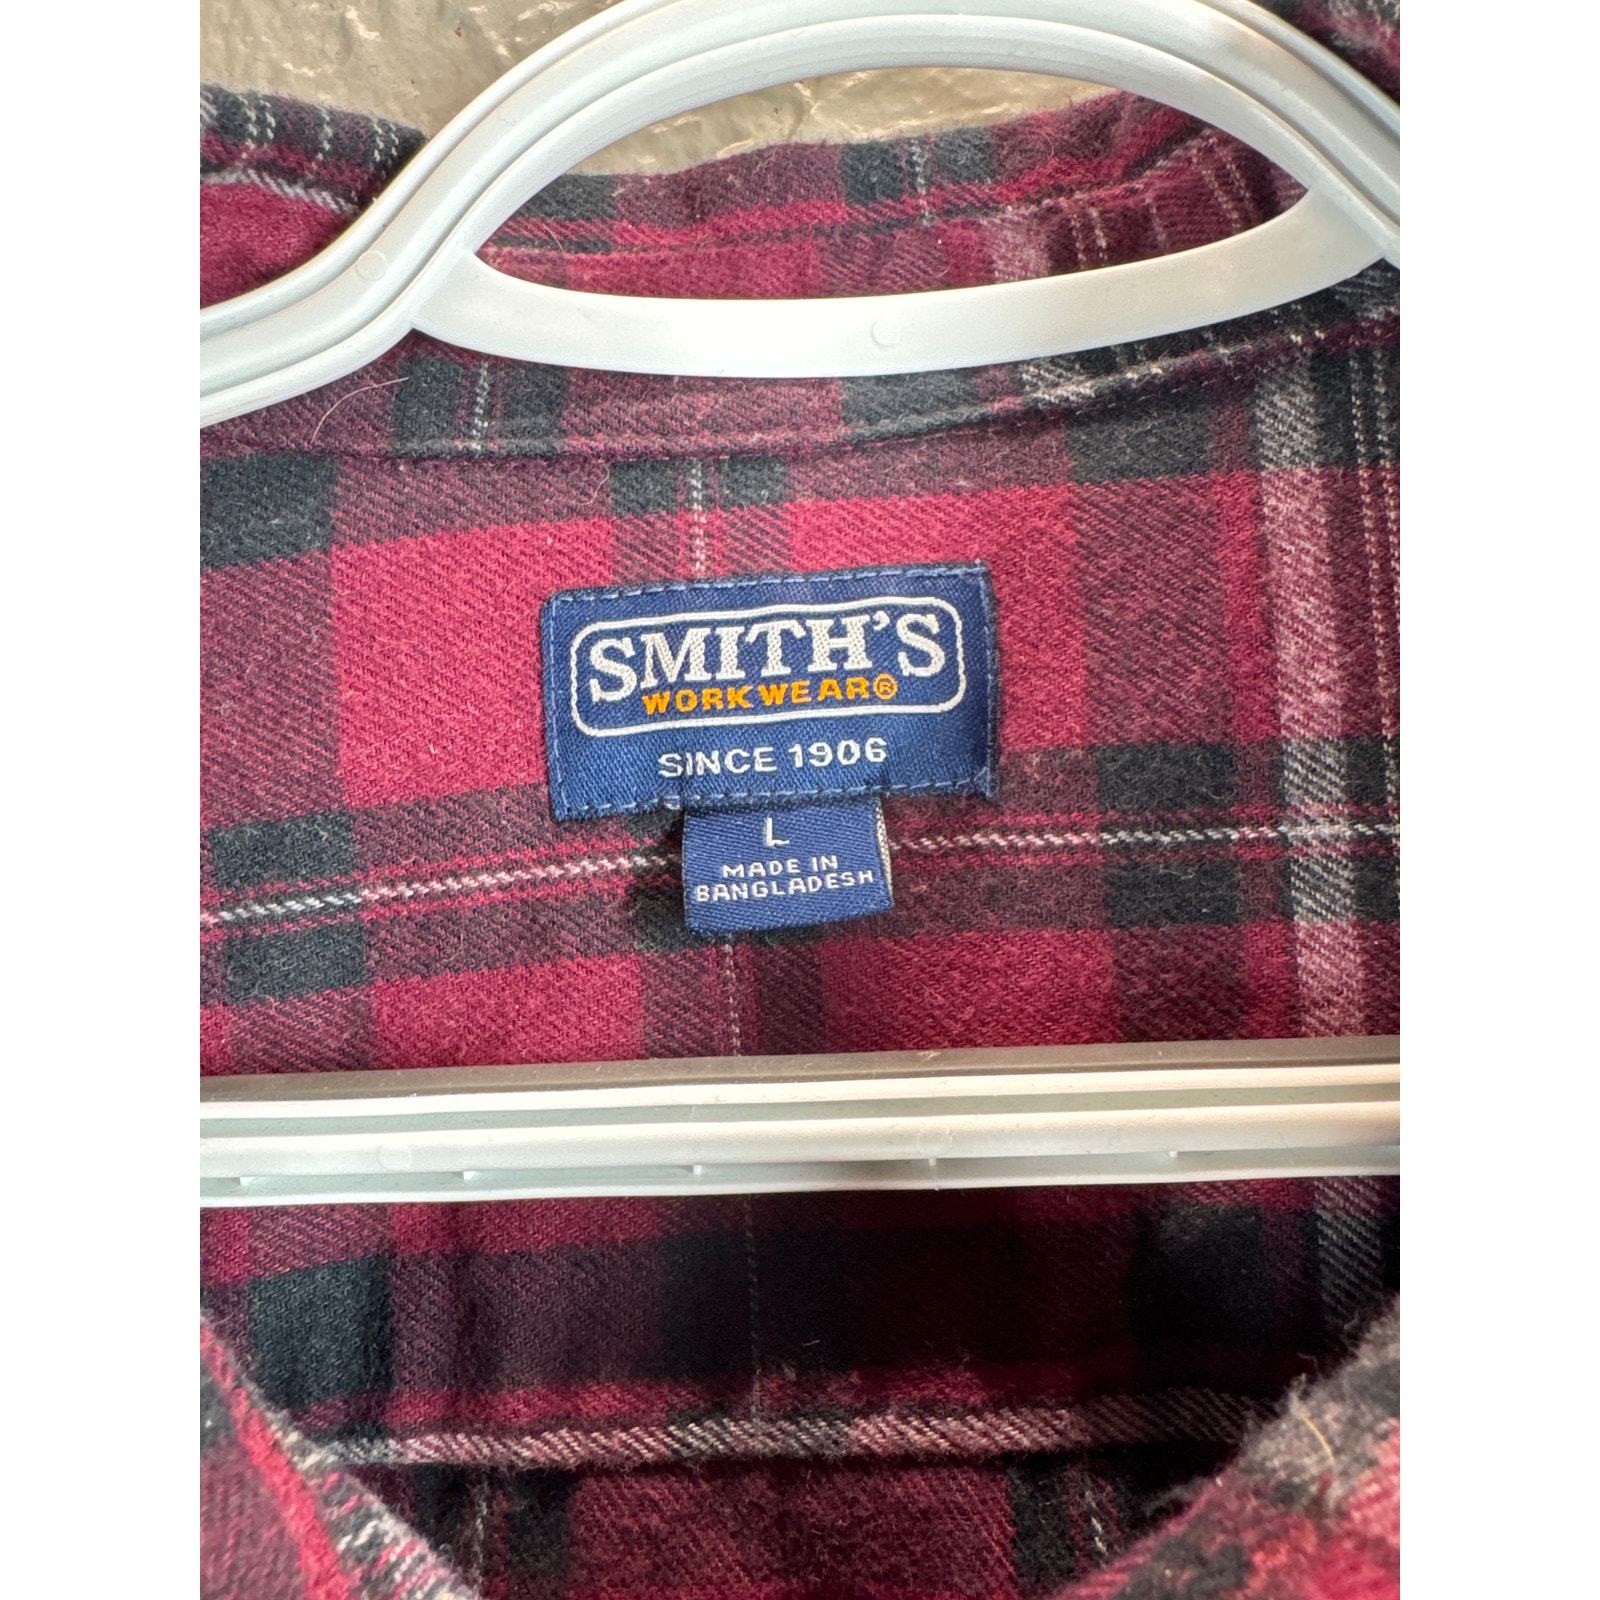 SMITH'S
WORKWEAR®
SINCE 1906
L
MADE IN
BANGLADESH